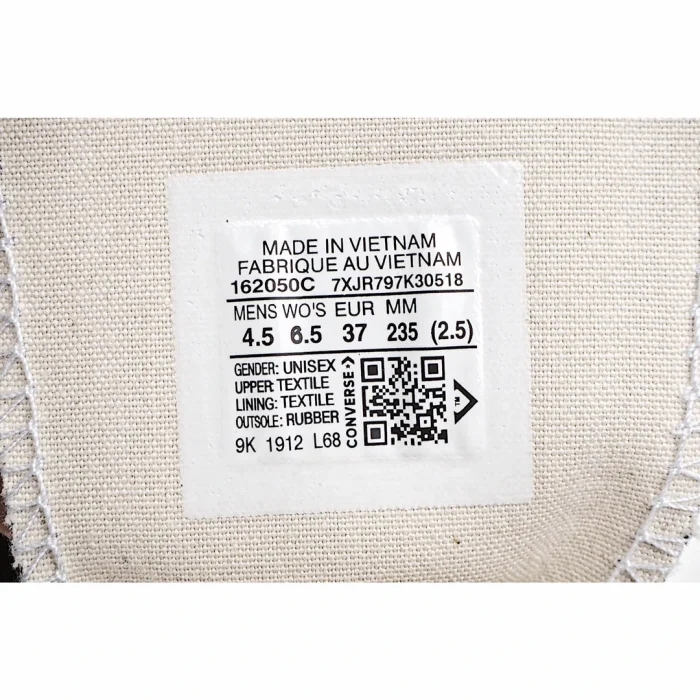 MADE IN VIETNAM
FABRIQUE AU VIETNAM
162050C 7XJR797K30518
MENS WO'S EUR MM
4.5 6.5 37 235 (2.5)
GENDER: UNISEX
UPPER: TEXTILE
LINING: TEXTILE
OUTSOLE: RUBBER
9K 1912 L68
CONVERSE
TM